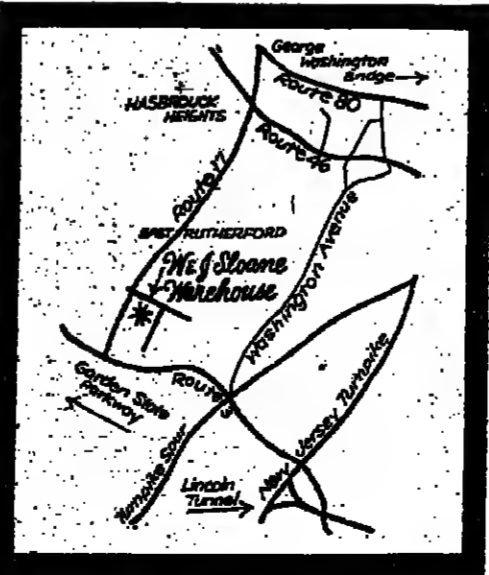 George
Washington
Bridge
Route 80
HASBROUCK
HEIGHTS
Route 46
Route 17
EAST RUTHERFORD
W&J Sloane
Warehouse
Washington Avenue
Garden State
Parkway
Route 3
New Jersey Turnpike
Turnpike Spur
Lincoln
Tunnel